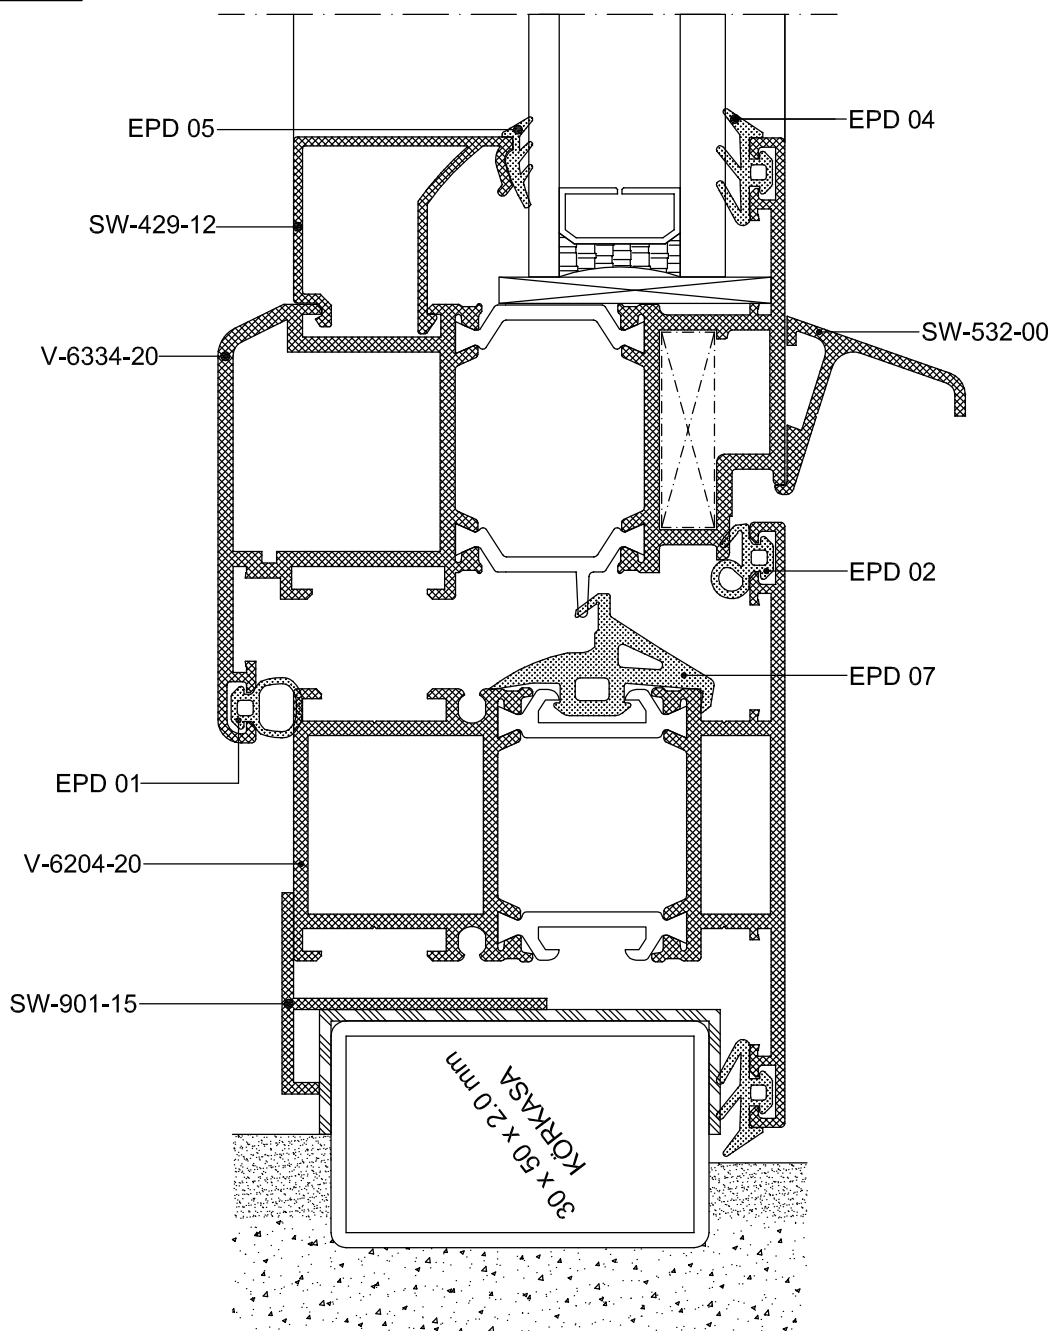 EPD 05
EPD 04
SW-429-12
SW-532-00
V-6334-20
EPD 02
EPD 07
EPD 01
V-6204-20
SW-901-15
30 x 50 x 2.0 mm
KÖRKASA